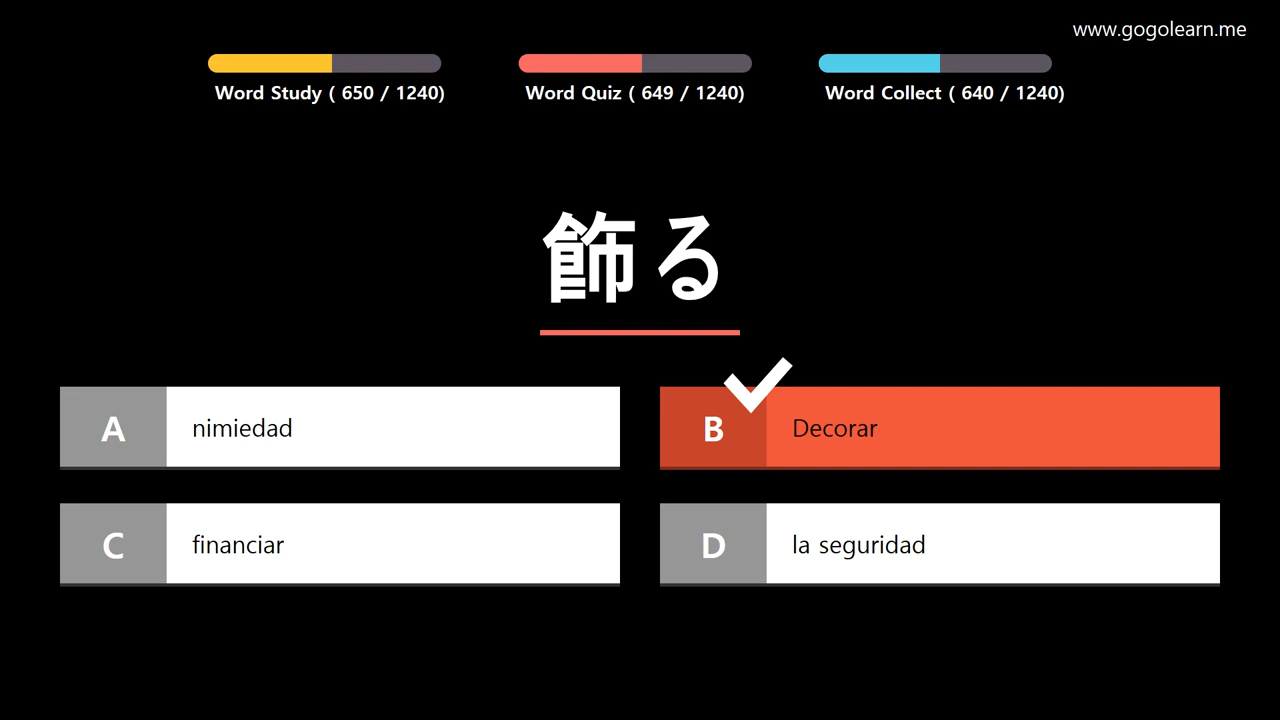 www.gogolearn.me
Word Study ( 650 / 1240)
Word Quiz ( 649 / 1240)
Word Collect ( 640 / 1240)
飾る
A nimiedad
B Decorar
C financiar
D la seguridad